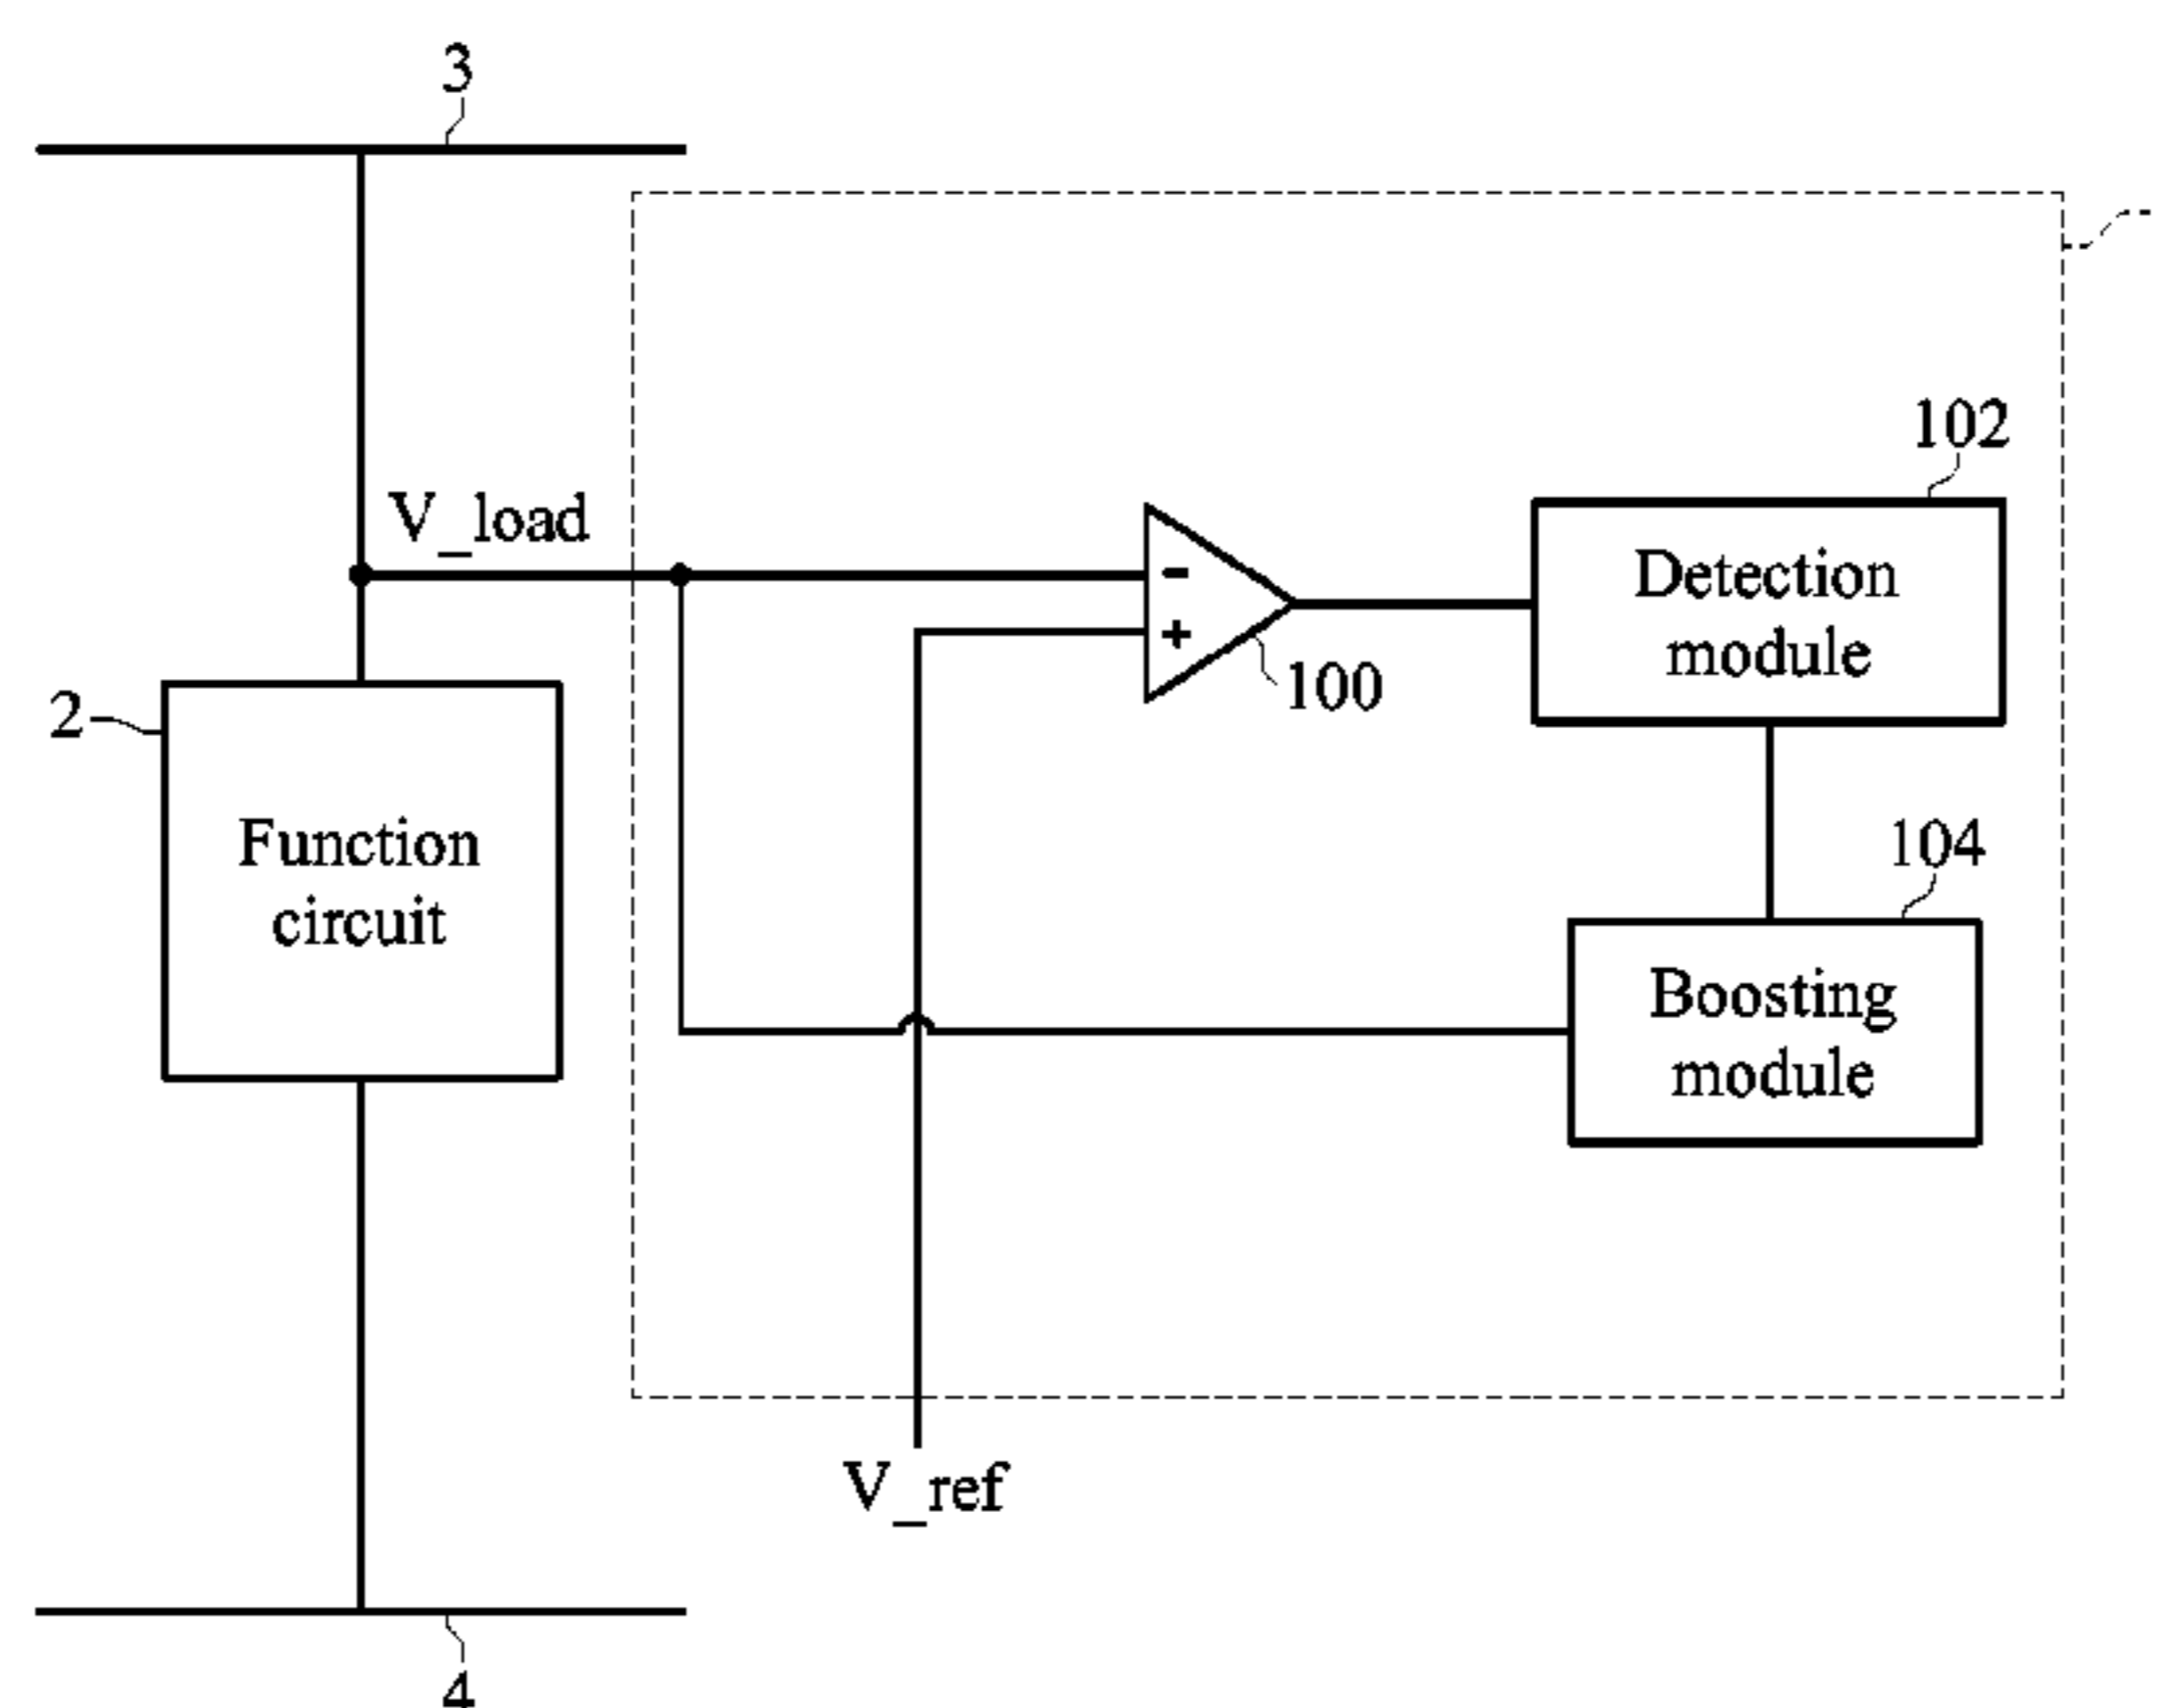 3
102
V_load
Detection
module
-
+
100
2
Function
circuit
104
Boosting
module
V_ref
4